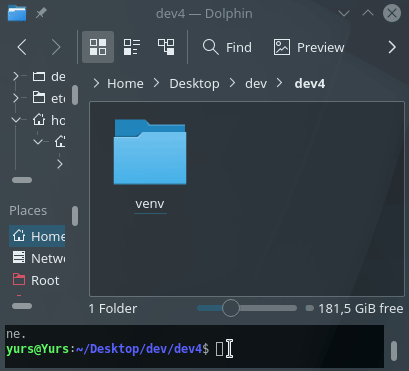 dev4 — Dolphin
Find
Preview
Home
Desktop
dev
dev4
de
etc
ho
venv
Places
Home
Netwo
Root
1 Folder
181,5 GiB free
ne.
yurs@Yurs:~/Desktop/dev/dev4$